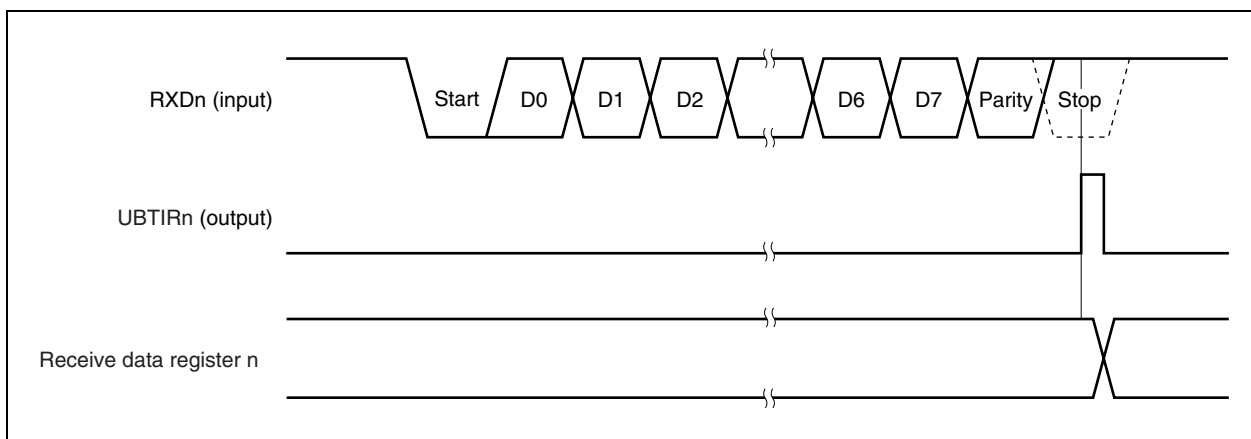 RXDn (input)
Start D0 D1 D2 D6 D7 Parity Stop
UBTIRn (output)
Receive data register n